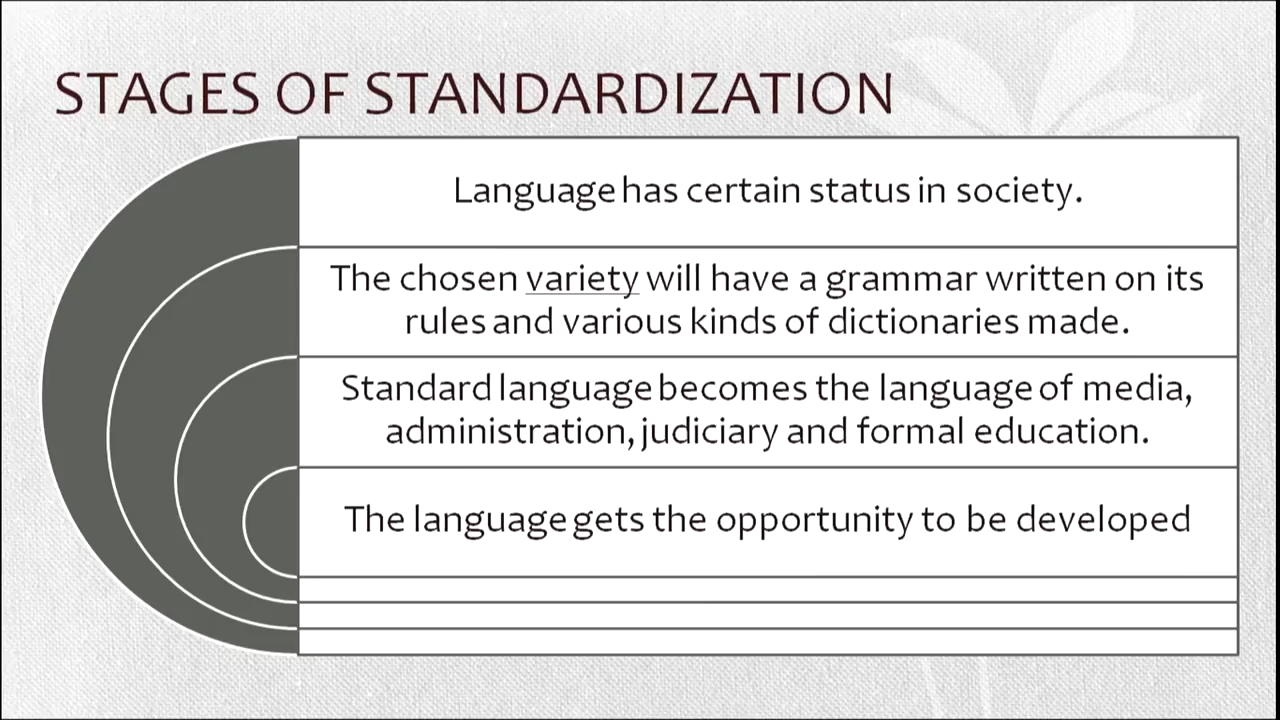 STAGES OF STANDARDIZATION
Language has certain status in society.
The chosen variety will have a grammar written on its
rules and various kinds of dictionaries made.
Standard language becomes the language of media,
administration, judiciary and formal education.
The language gets the opportunity to be developed